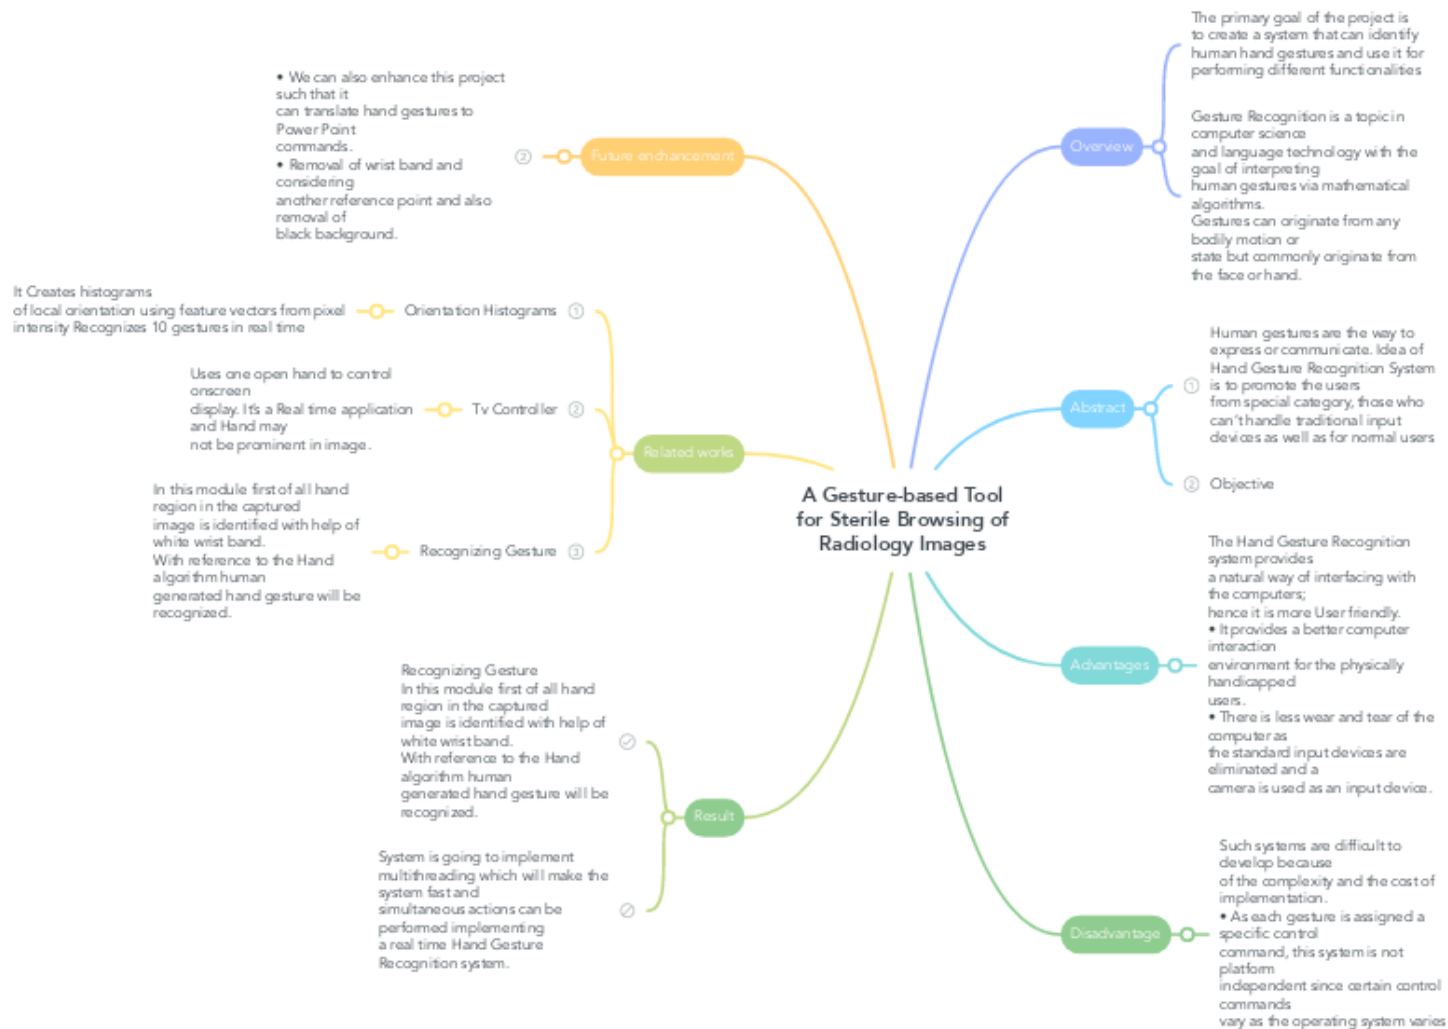 A Gesture-based Tool
for Sterile Browsing of
Radiology Images
Overview
The primary goal of the project is
to create a system that can identify
human hand gestures and use it for
performing different functionalities
Gesture Recognition is a topic in
computer science
and language technology with the
goal of interpreting
human gestures via mathematical
algorithms.
Gestures can originate from any
bodily motion or
state but commonly originate from
the face or hand.
Abstract
1
Human gestures are the way to
express or communicate. Idea of
Hand Gesture Recognition System
is to promote the users
from special category, those who
can't handle traditional input
devices as well as for normal users
2
Objective
Advantages
The Hand Gesture Recognition
system provides
a natural way of interfacing with
the computers;
hence it is more User friendly.
• It provides a better computer
interaction
environment for the physically
handicapped
users.
• There is less wear and tear of the
computer as
the standard input devices are
eliminated and a
camera is used as an input device.
Disadvantage
Such systems are difficult to
develop because
of the complexity and the cost of
implementation.
• As each gesture is assigned a
specific control
command, this system is not
platform
independent since certain control
commands
vary as the operating system varies
Future enchancement
2
• We can also enhance this project
such that it
can translate hand gestures to
Power Point
commands.
• Removal of wrist band and
considering
another reference point and also
removal of
black background.
Related works
1
Orientation Histograms
It Creates histograms
of local orientation using feature vectors from pixel
intensity Recognizes 10 gestures in real time
2
Tv Controller
Uses one open hand to control
onscreen
display. It's a Real time application
and Hand may
not be prominent in image.
3
Recognizing Gesture
In this module first of all hand
region in the captured
image is identified with help of
white wrist band.
With reference to the Hand
algorithm human
generated hand gesture will be
recognized.
Result
Recognizing Gesture
In this module first of all hand
region in the captured
image is identified with help of
white wrist band.
With reference to the Hand
algorithm human
generated hand gesture will be
recognized.
System is going to implement
multithreading which will make the
system fast and
simultaneous actions can be
performed implementing
a real time Hand Gesture
Recognition system.